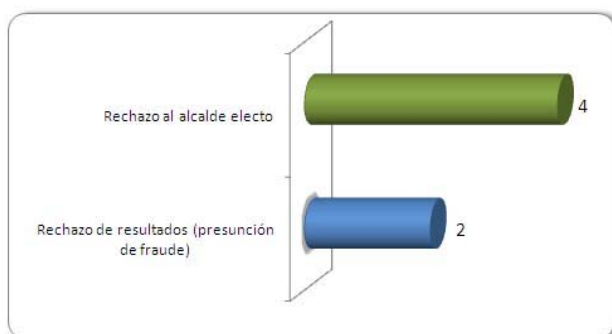 Rechazo al alcalde electo
4
Rechazo de resultados (presunción
de fraude)
2